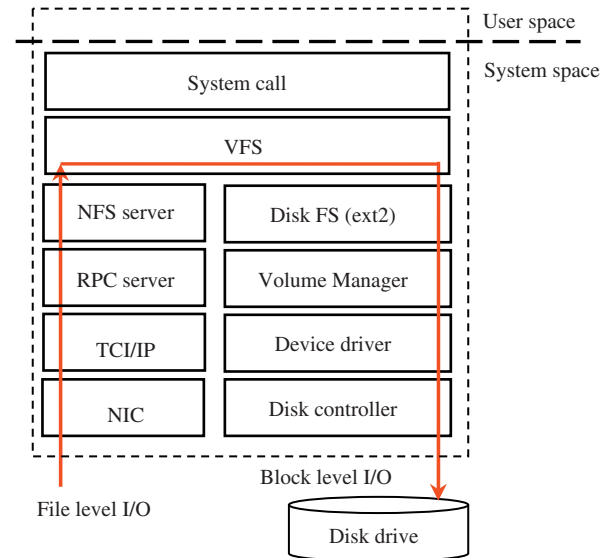 User space
System space
System call
VFS
NFS server
Disk FS (ext2)
RPC server
Volume Manager
TCI/IP
Device driver
NIC
Disk controller
Block level I/O
File level I/O
Disk drive